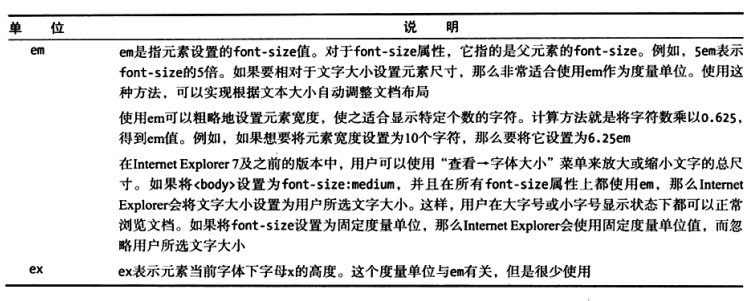 单 位 说 明
em em是指元素设置的font-size值。对于font-size属性，它指的是父元素的font-size。例如，5em表示
font-size的5倍。如果要相对于文字大小设置元素尺寸，那么非常适合使用em作为度量单位。使用这
种方法，可以实现根据文本大小自动调整文档布局
使用em可以粗略地设置元素宽度，使之适合显示特定个数的字符。计算方法就是将字符数乘以0.625，
得到em值。例如，如果想要将元素宽度设置为10个字符，那么要将它设置为6.25em
在Internet Explorer 7及之前的版本中，用户可以使用“查看→字体大小”菜单来放大或缩小文字的总尺
寸。如果将<body>设置为font-size:medium，并且在所有font-size属性上都使用em，那么Internet
Explorer会将文字大小设置为用户所选文字大小。这样，用户在大字号或小字号显示状态下都可以正常
浏览文档。如果将font-size设置为固定度量单位，那么Internet Explorer会使用固定度量单位值，而忽
略用户所选文字大小
ex ex表示元素当前字体下字母x的高度。这个度量单位与em有关，但是很少使用